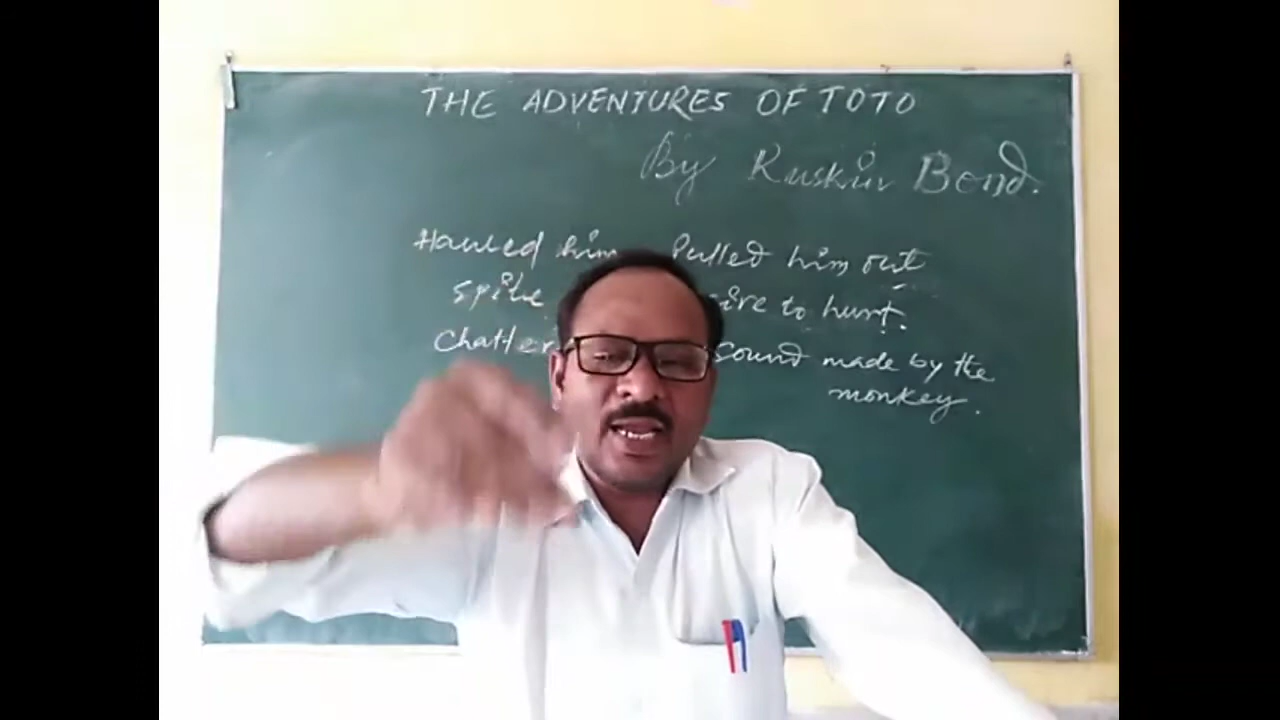 THE ADVENTURES OF TOTO
By Ruskin Bond.
Hauled him Pulled him out
spite ire to hurt.
Chatter sound made by the
monkey.